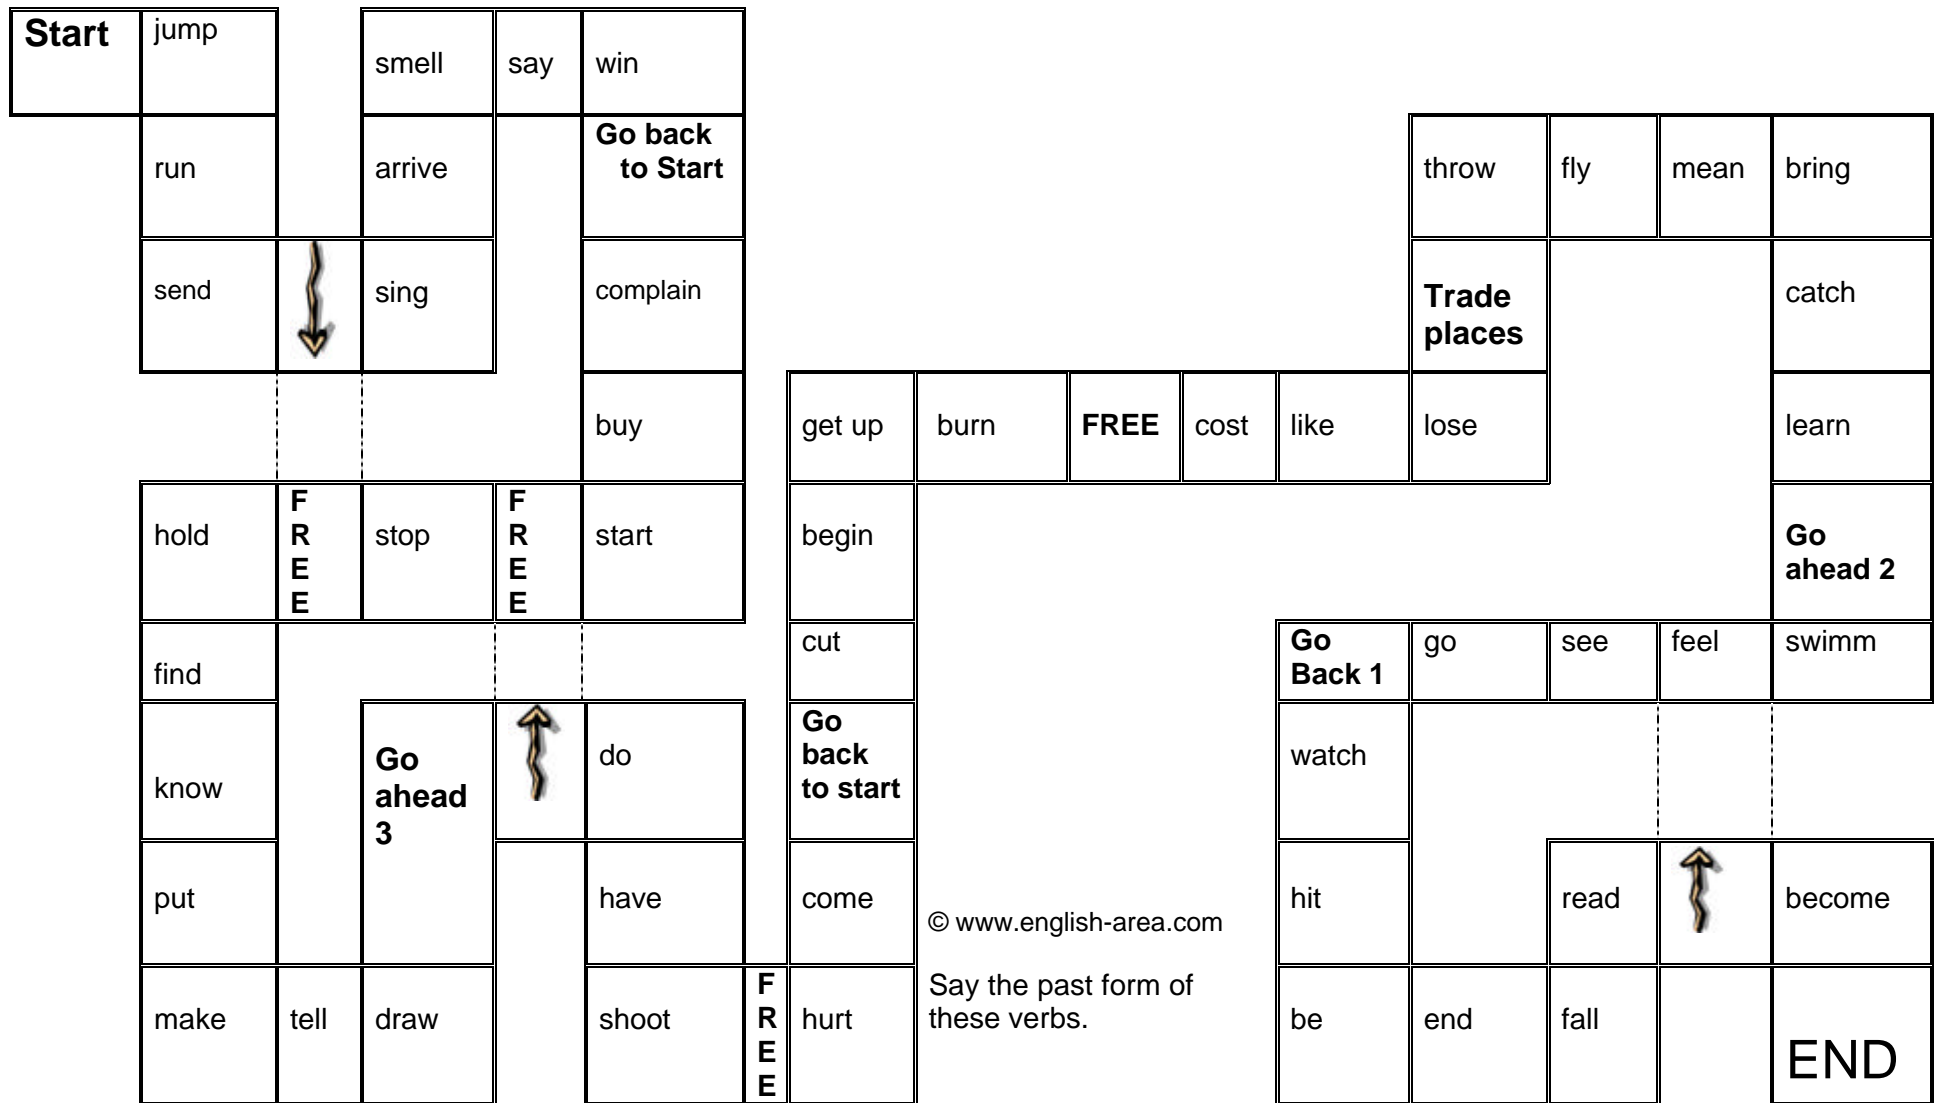 Start jump smell say win
run arrive Go back to Start throw fly mean bring
send sing complain Trade places catch
buy get up burn FREE cost like lose learn
hold FREE stop FREE start begin Go ahead 2
find cut Go Back 1 go see feel swimm
know Go ahead 3 do Go back to start watch
put have come hit read become
© www.english-area.com
make tell draw shoot FREE hurt be end fall END
Say the past form of
these verbs.